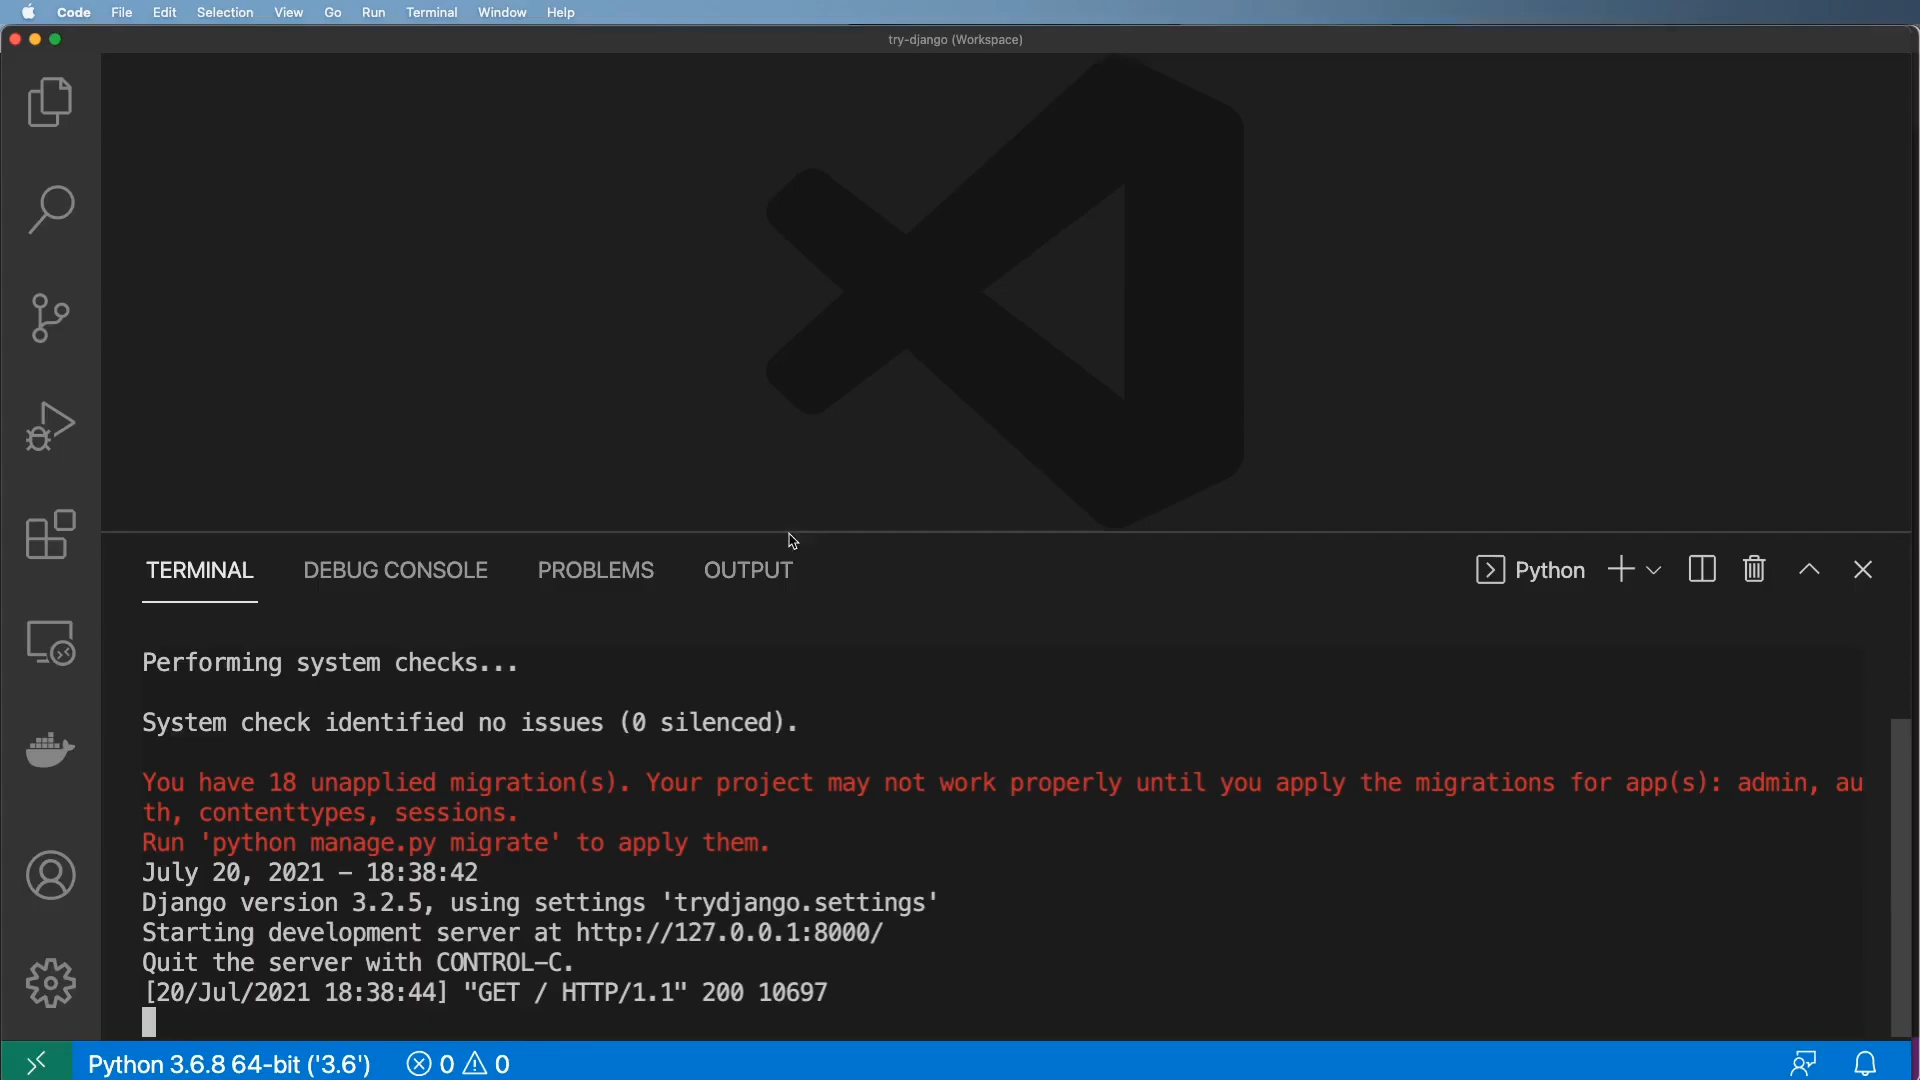 Code File Edit Selection View Go Run Terminal Window Help
try-django (Workspace)
TERMINAL DEBUG CONSOLE PROBLEMS OUTPUT Python
Performing system checks...
System check identified no issues (0 silenced).
You have 18 unapplied migration(s). Your project may not work properly until you apply the migrations for app(s): admin, au
th, contenttypes, sessions.
Run 'python manage.py migrate' to apply them.
July 20, 2021 - 18:38:42
Django version 3.2.5, using settings 'trydjango.settings'
Starting development server at http://127.0.0.1:8000/
Quit the server with CONTROL-C.
[20/Jul/2021 18:38:44] "GET / HTTP/1.1" 200 10697
Python 3.6.8 64-bit ('3.6') 0 0